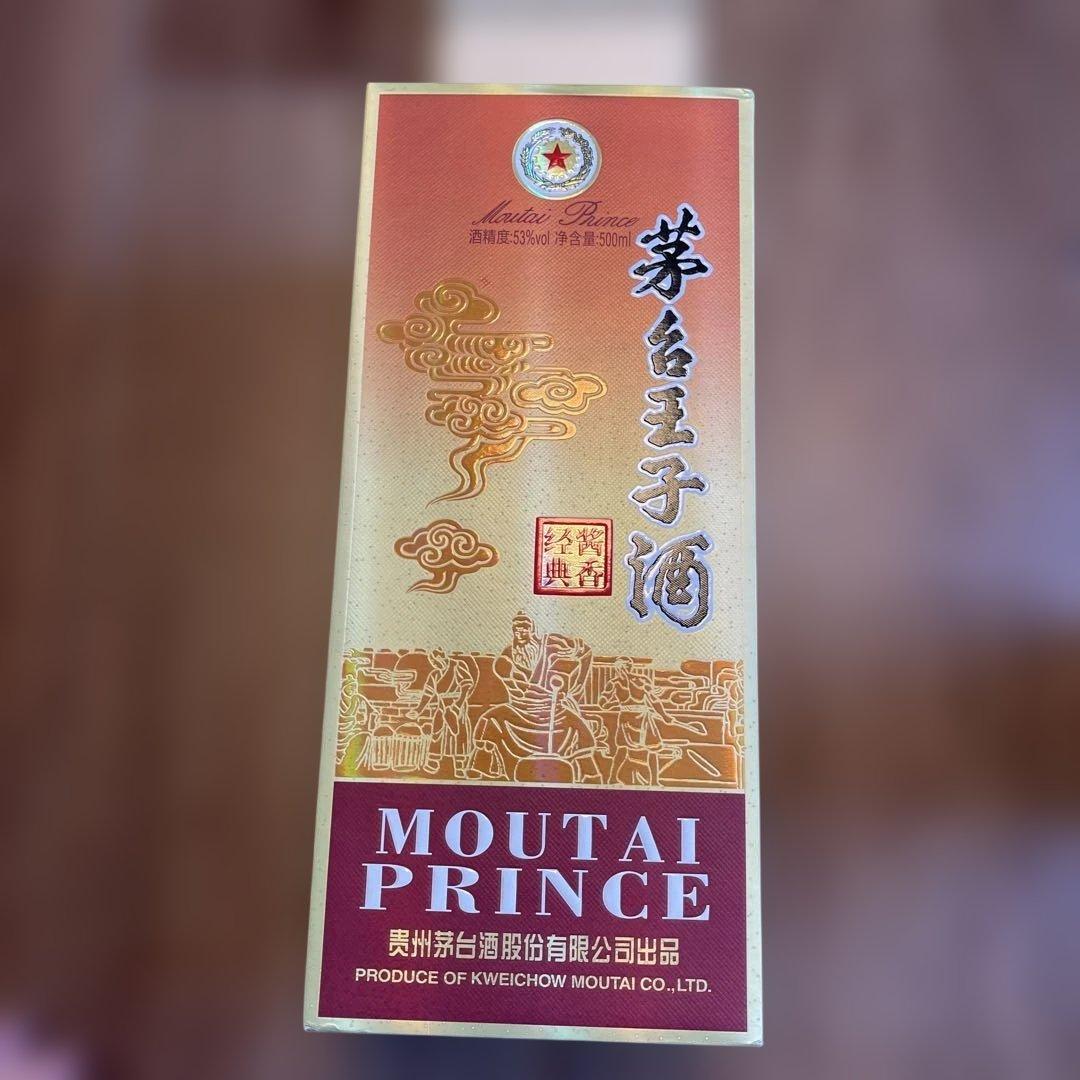 Moutai Prince
酒精度:53%vol 净含量:500ml
茅台王子酒
酱香
经典
MOUTAI
PRINCE
贵州茅台酒股份有限公司出品
PRODUCE OF KWEICHOW MOUTAI CO.,LTD.